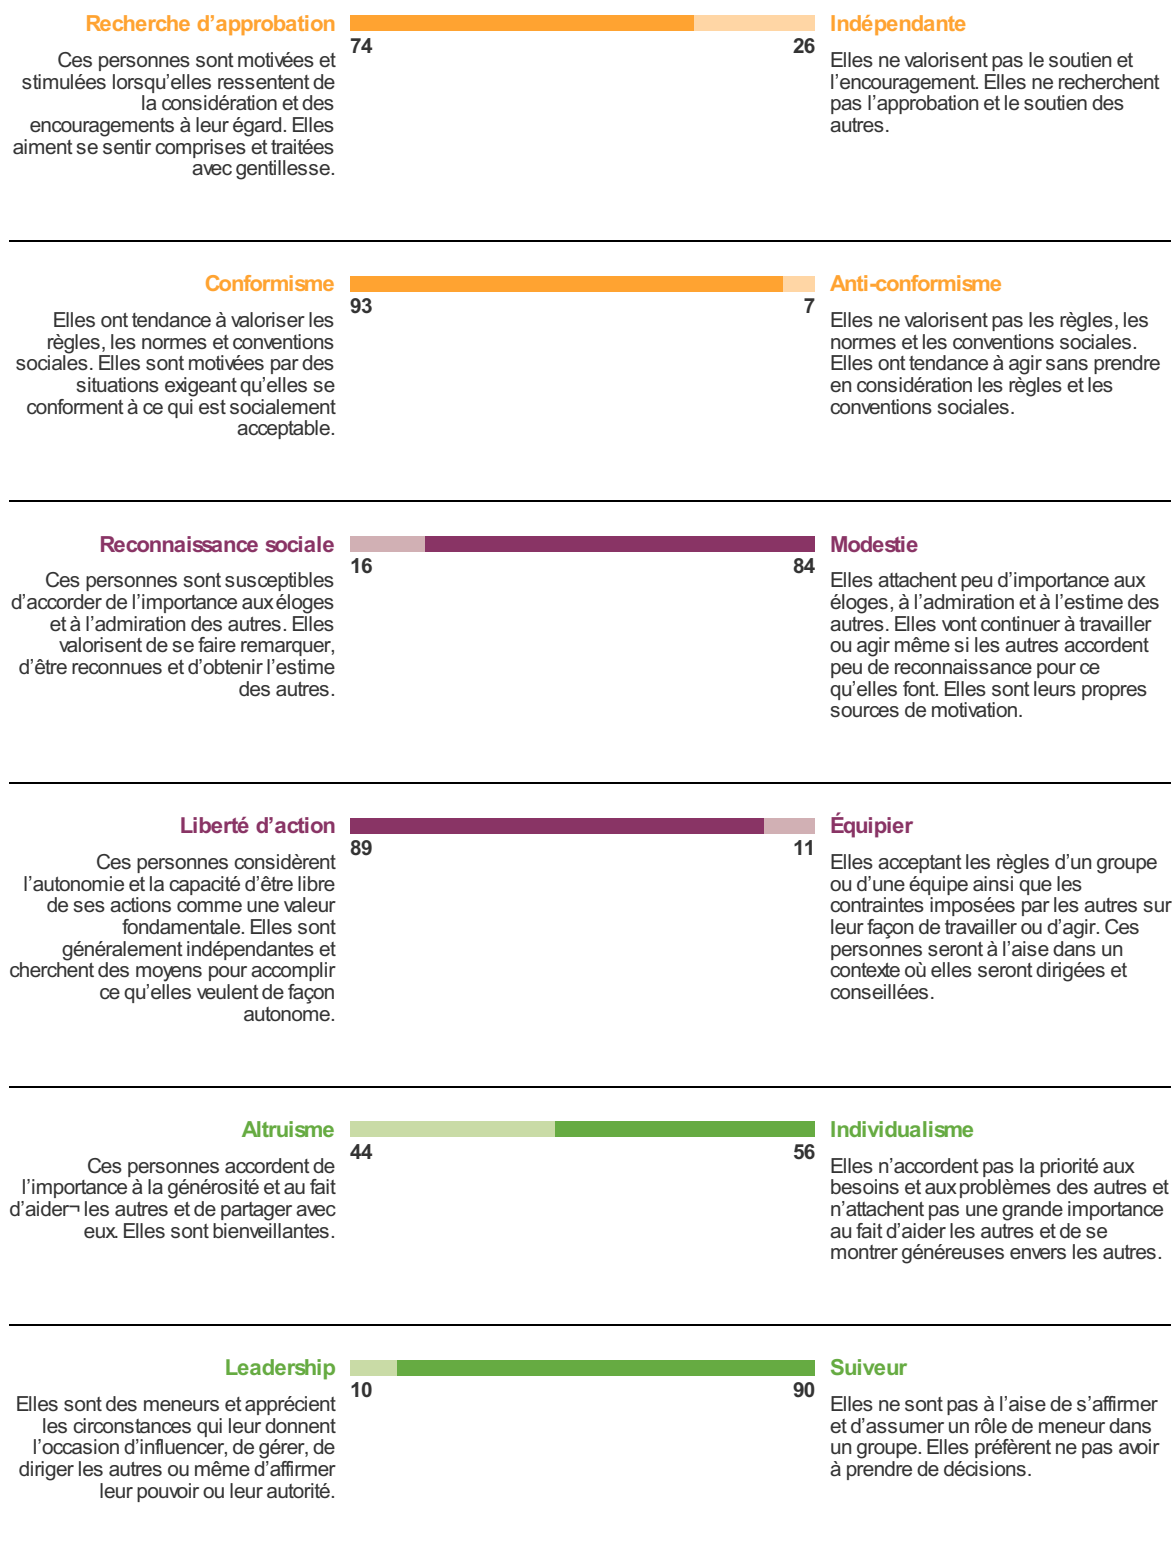 Recherche d'approbation
Ces personnes sont motivées et
stimulées lorsqu'elles ressentent de
la considération et des
encouragements à leur égard. Elles
aiment se sentir comprises et traitées
avec gentillesse.
74
26
Indépendante
Elles ne valorisent pas le soutien et
l'encouragement. Elles ne recherchent
pas l'approbation et le soutien des
autres.
Conformisme
Elles ont tendance à valoriser les
règles, les normes et conventions
sociales. Elles sont motivées par des
situations exigeant qu'elles se
conforment à ce qui est socialement
acceptable.
93
7
Anti-conformisme
Elles ne valorisent pas les règles, les
normes et les conventions sociales.
Elles ont tendance à agir sans prendre
en considération les règles et les
conventions sociales.
Reconnaissance sociale
Ces personnes sont susceptibles
d'accorder de l'importance aux éloges
et à l'admiration des autres. Elles
valorisent de se faire remarquer,
d'être reconnues et d'obtenir l'estime
des autres.
16
84
Modestie
Elles attachent peu d'importance aux
éloges, à l'admiration et à l'estime des
autres. Elles vont continuer à travailler
ou agir même si les autres accordent
peu de reconnaissance pour ce
qu'elles font. Elles sont leurs propres
sources de motivation.
Liberté d'action
Ces personnes considèrent
l'autonomie et la capacité d'être libre
de ses actions comme une valeur
fondamentale. Elles sont
généralement indépendantes et
cherchent des moyens pour accomplir
ce qu'elles veulent de façon
autonome.
89
11
Équipier
Elles acceptant les règles d'un groupe
ou d'une équipe ainsi que les
contraintes imposées par les autres sur
leur façon de travailler ou d'agir. Ces
personnes seront à l'aise dans un
contexte où elles seront dirigées et
conseillées.
Altruisme
Ces personnes accordent de
l'importance à la générosité et au fait
d'aider¬ les autres et de partager avec
eux. Elles sont bienveillantes.
44
56
Individualisme
Elles n'accordent pas la priorité aux
besoins et aux problèmes des autres et
n'attachent pas une grande importance
au fait d'aider les autres et de se
montrer généreuses envers les autres.
Leadership
Elles sont des meneurs et apprécient
les circonstances qui leur donnent
l'occasion d'influencer, de gérer, de
diriger les autres ou même d'affirmer
leur pouvoir ou leur autorité.
10
90
Suiveur
Elles ne sont pas à l'aise de s'affirmer
et d'assumer un rôle de meneur dans
un groupe. Elles préfèrent ne pas avoir
à prendre de décisions.